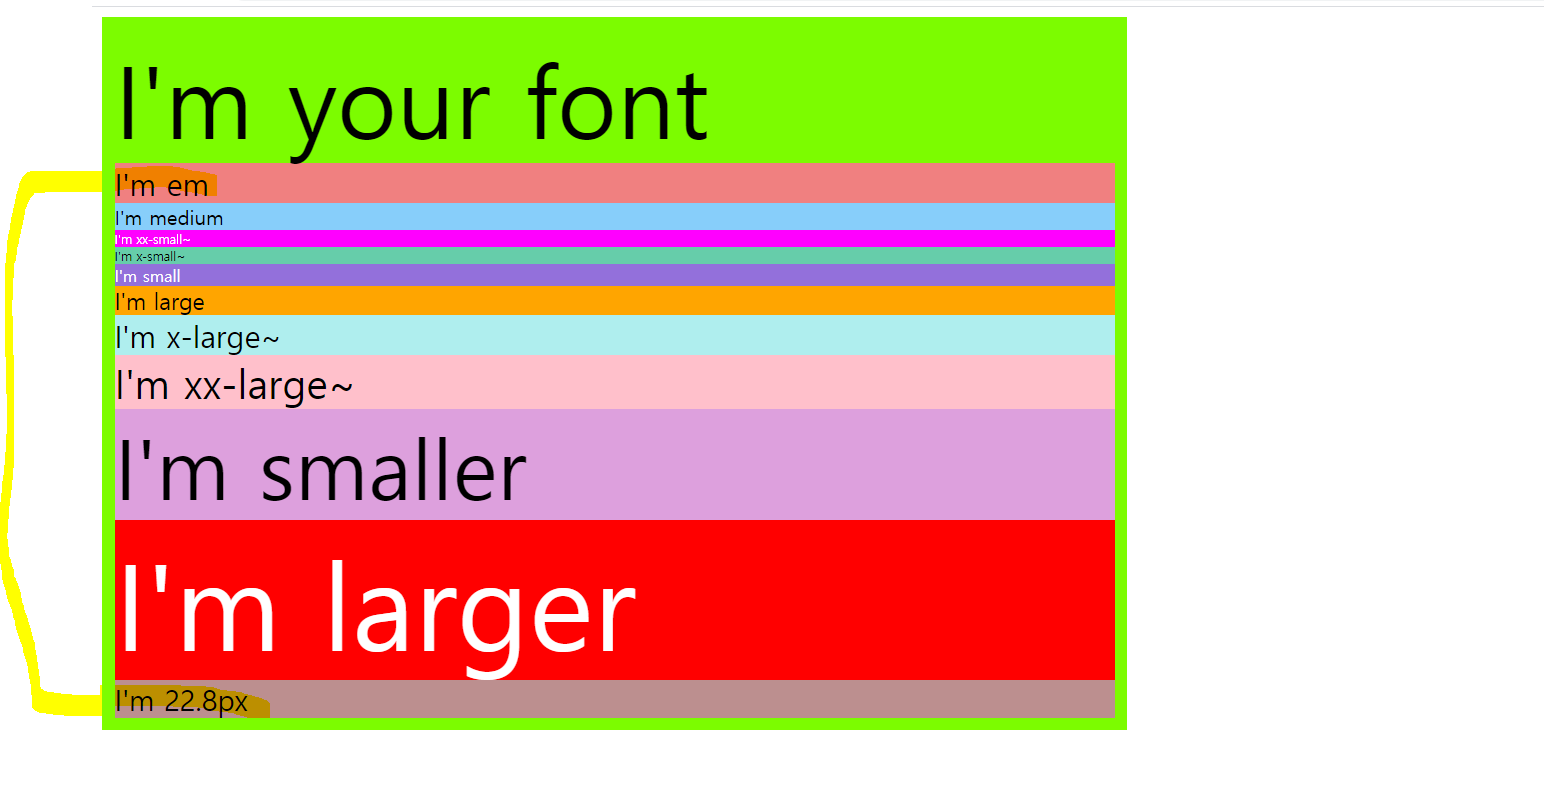 I'm your font
I'm em
I'm medium
I'm xx-small~
I'm x-small~
I'm small
I'm large
I'm x-large~
I'm xx-large~
I'm smaller
I'm larger
I'm 22.8px